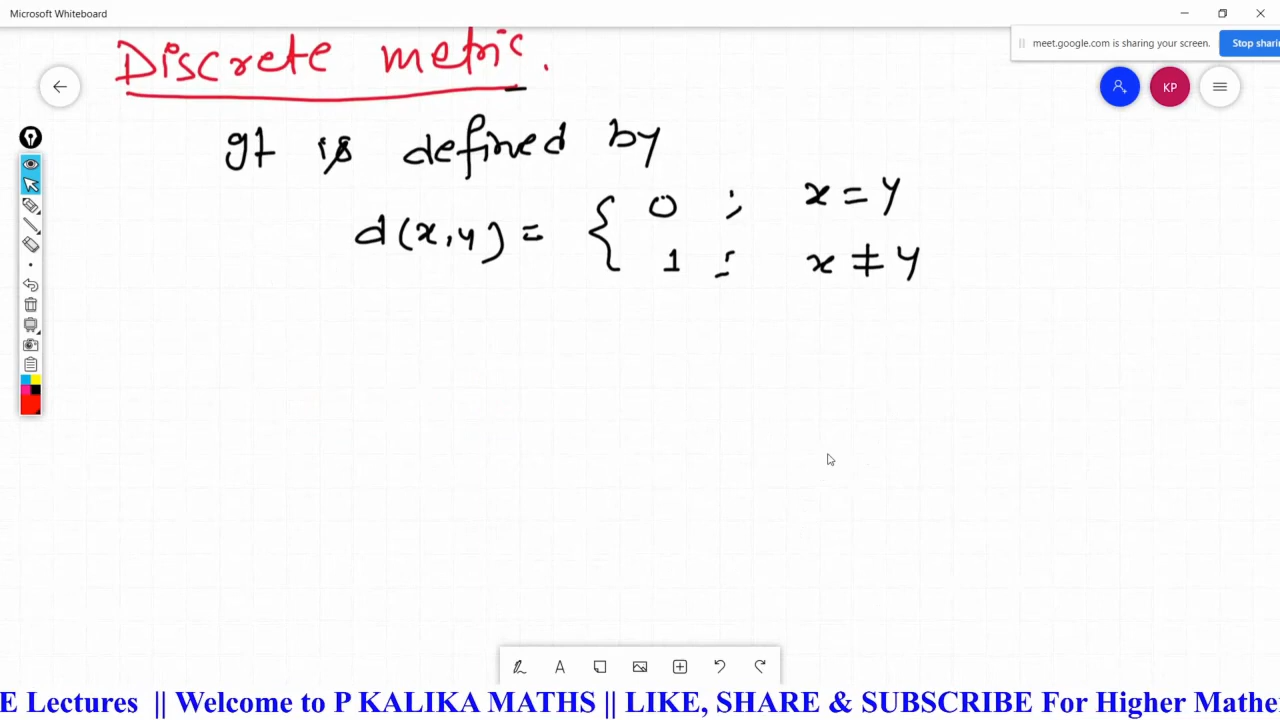 Microsoft Whiteboard
meet.google.com is sharing your screen.
Stop sharing
Discrete metric.
KP
It is defined by
d(x,y) = { 0 ; x = y
1 ; x ≠ y
A
E Lectures || Welcome to P KALIKA MATHS || LIKE, SHARE & SUBSCRIBE For Higher Mathe